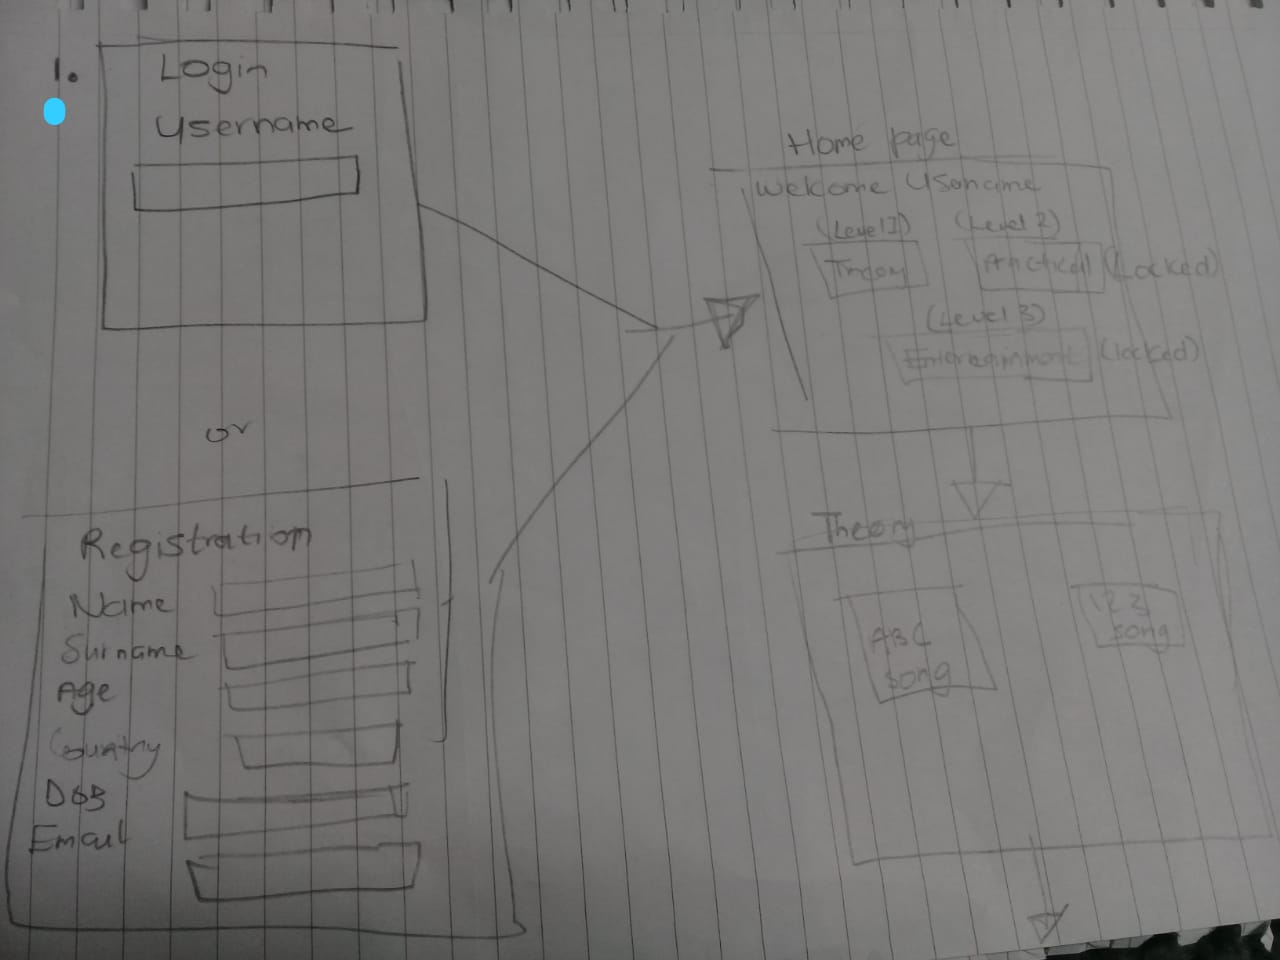 1.
Login
Username
or
Registration
Name
Surname
Age
Country
DOB
Email
Home page
Welcome Usoname
(Level 1) (Level 2)
Theory Practical (Locked)
(Level 3)
Entertainment (locked)
Theory
ABC
song
123
song